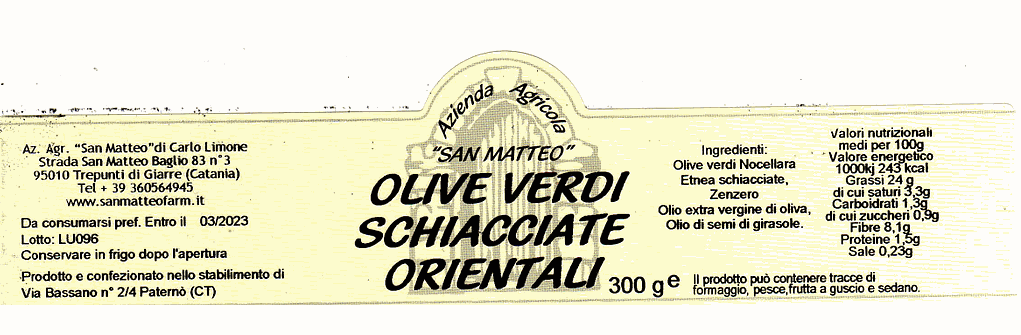 Az. Agr. "San Matteo"di Carlo Limone
Strada San Matteo Baglio 83 n°3
95010 Trepunti di Giarre (Catania)
Tel + 39 360564945
www.sanmatteofarm.it
Da consumarsi pref. Entro il 03/2023
Lotto: LU096
Conservare in frigo dopo l'apertura
Prodotto e confezionato nello stabilimento di
Via Bassano n° 2/4 Paternò (CT)
Azienda Agricola
"SAN MATTEO"
OLIVE VERDI
SCHIACCIATE
ORIENTALI
300 g e
Ingredienti:
Olive verdi Nocellara
Etnea schiacciate,
Zenzero
Olio extra vergine di oliva,
Olio di semi di girasole.
Valori nutrizionali
medi per 100g
Valore energetico
1000kj 243 kcal
Grassi 24 g
di cui saturi 3,3g
Carboidrati 1,3g
di cui zuccheri 0,9g
Fibre 8,1g
Proteine 1,5g
Sale 0,23g
Il prodotto può contenere tracce di
formaggio, pesce,frutta a guscio e sedano.